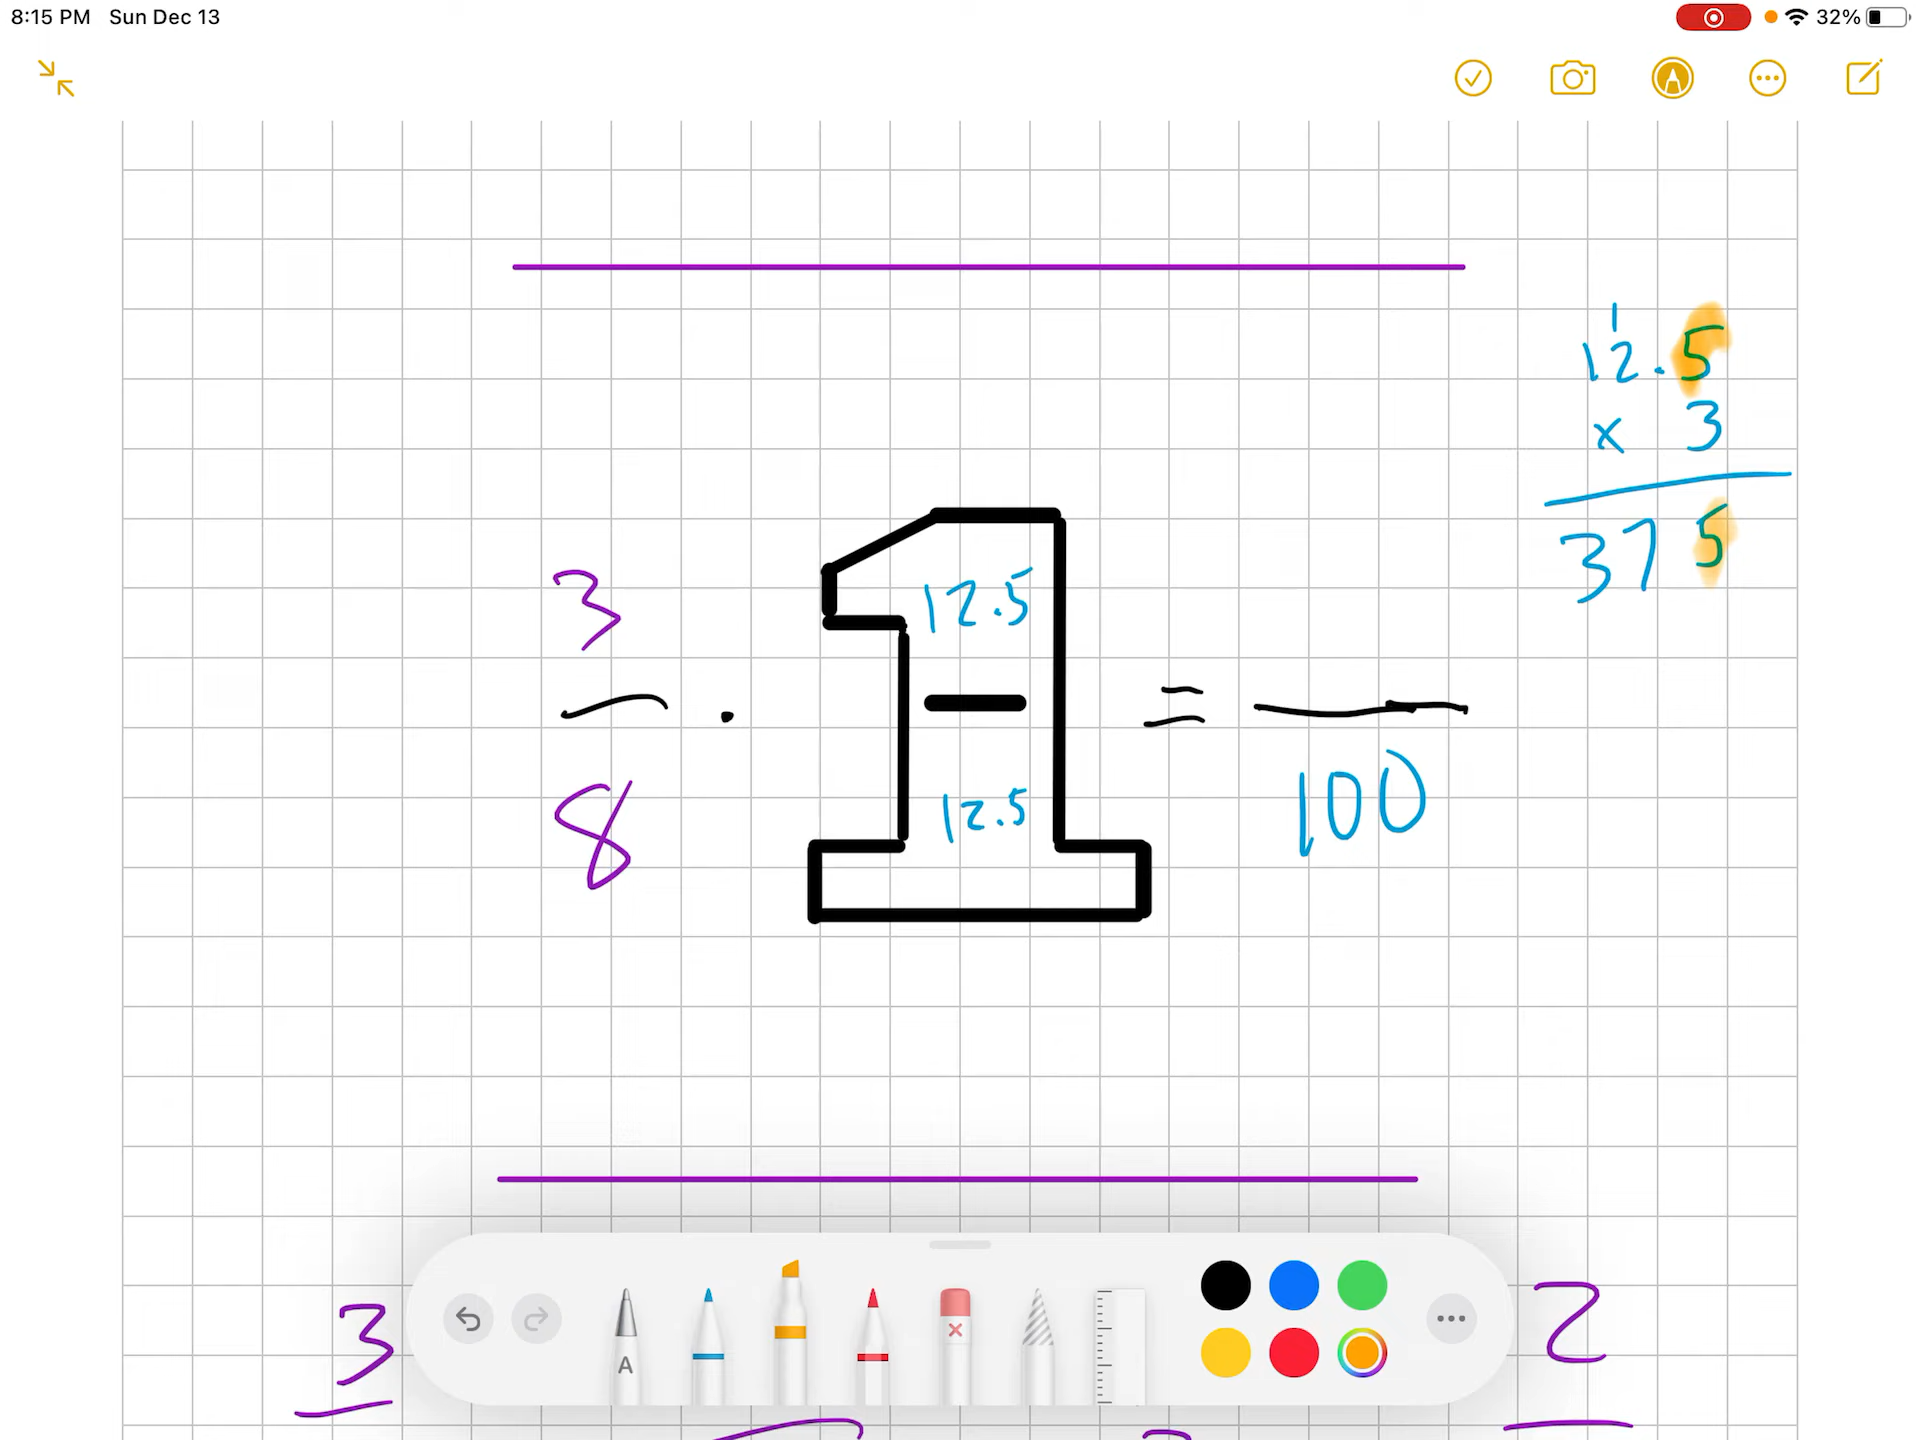 8:15 PM Sun Dec 13 32%
1
12.5
x 3
375
3 12.5
— . — = —
8 12.5 100
A
3 2